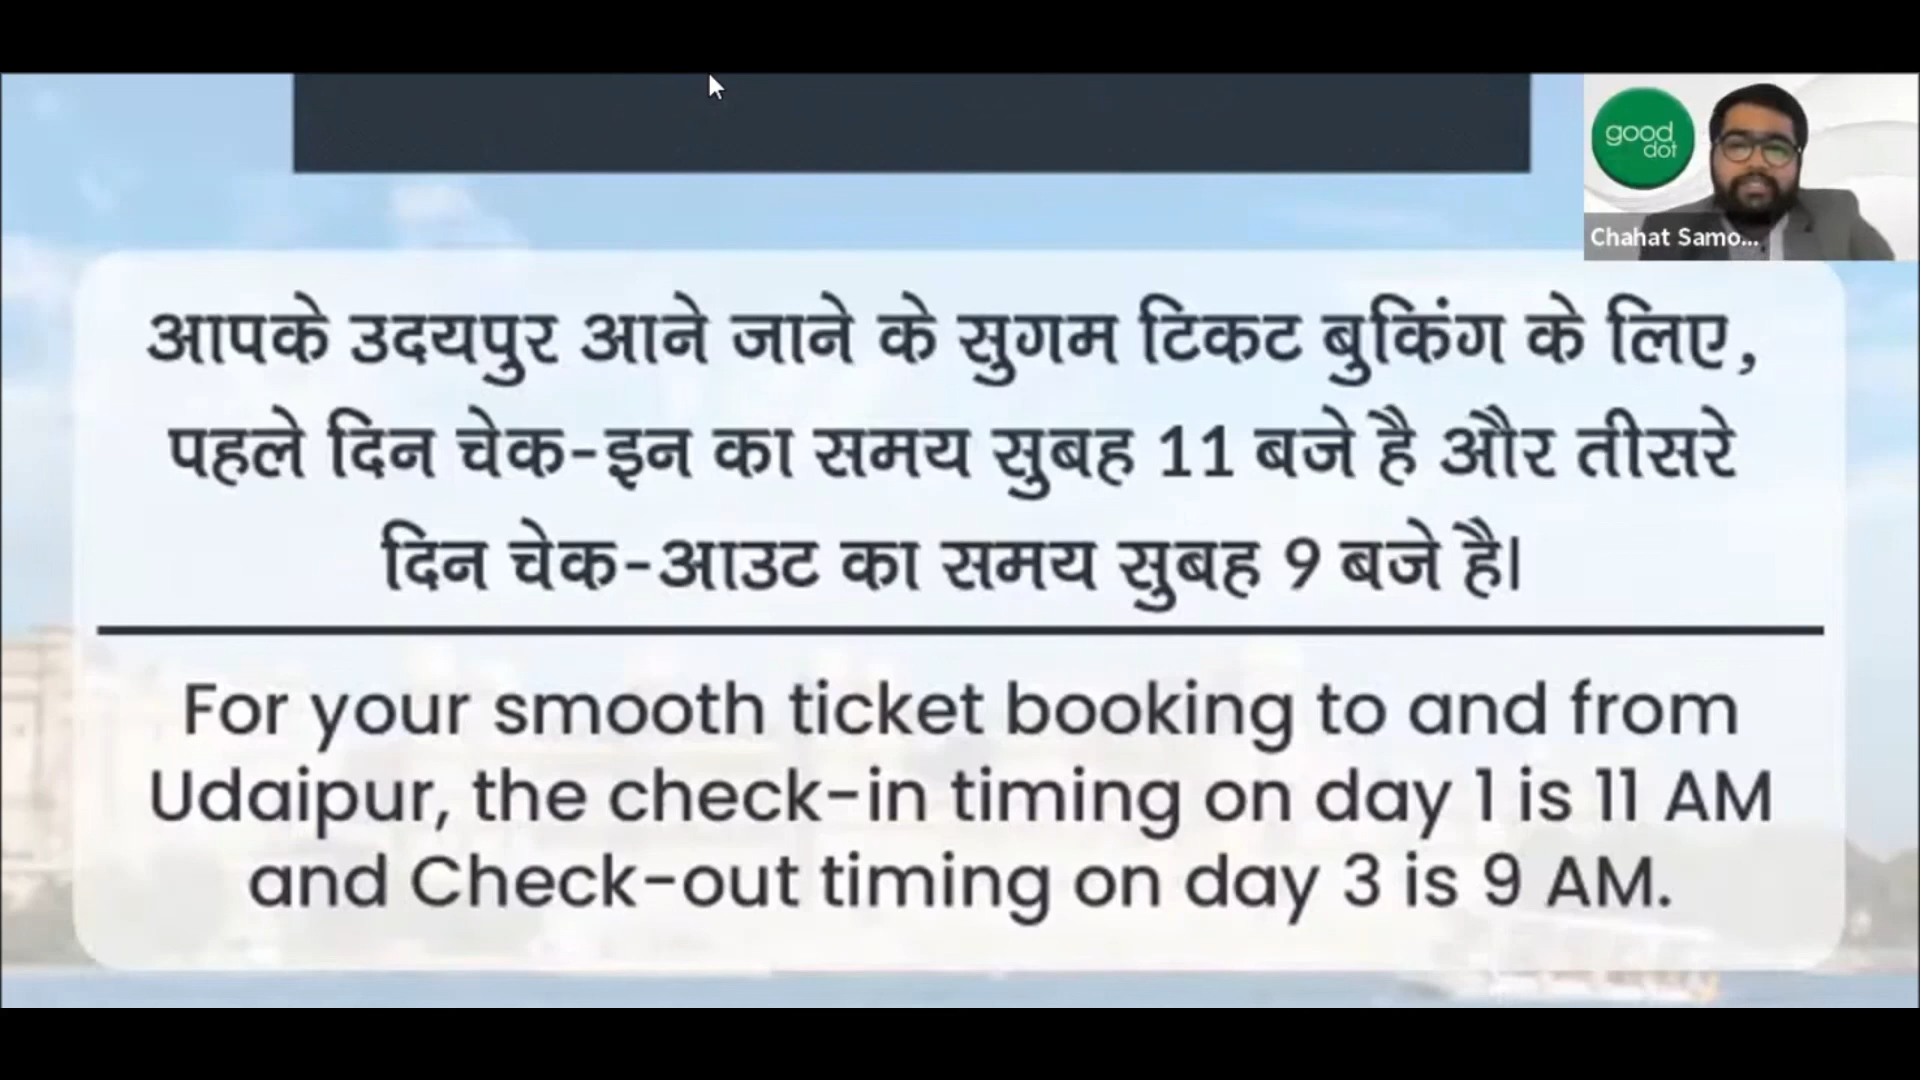 good
dot
Chahat Samo...
आपके उदयपुर आने जाने के सुगम टिकट बुकिंग के लिए,
पहले दिन चेक-इन का समय सुबह 11 बजे है और तीसरे
दिन चेक-आउट का समय सुबह 9 बजे है।
For your smooth ticket booking to and from
Udaipur, the check-in timing on day 1 is 11 AM
and Check-out timing on day 3 is 9 AM.